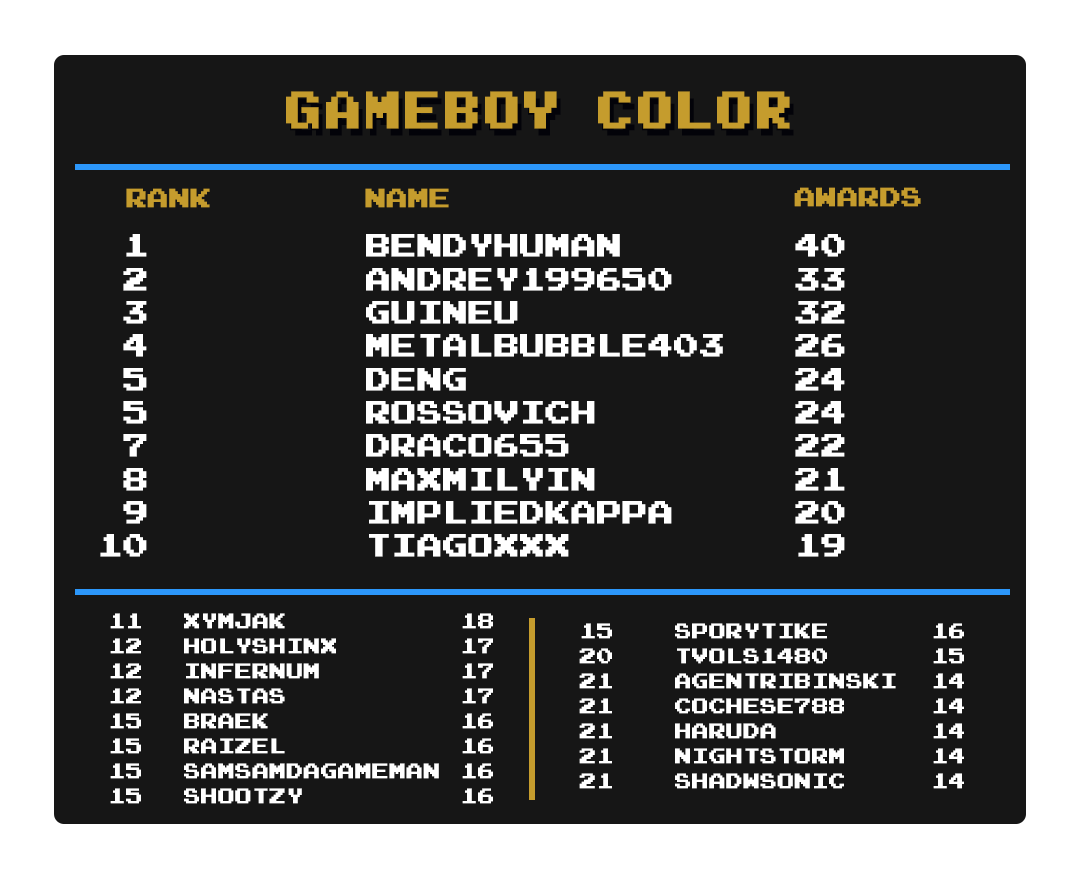 GAMEBOY COLOR
RANK NAME AWARDS
1 BENDYHUMAN 40
2 ANDREY199650 33
3 GUINEU 32
4 METALBUBBLE403 26
5 DENG 24
5 ROSSOVICH 24
7 DRACO655 22
8 MAXMILYIN 21
9 IMPLIEDKAPPA 20
10 TIAGOXXX 19
11 XYMJAK 18
12 HOLYSHINX 17
12 INFERNUM 17
12 NASTAS 17
15 BRAEK 16
15 RAIZEL 16
15 SAMSAMDAGAMEMAN 16
15 SHOOTZY 16
15 SPORYTIKE 16
20 TVOLS1480 15
21 AGENTRIBINSKI 14
21 COCHESE788 14
21 HARUDA 14
21 NIGHTSTORM 14
21 SHADWSONIC 14